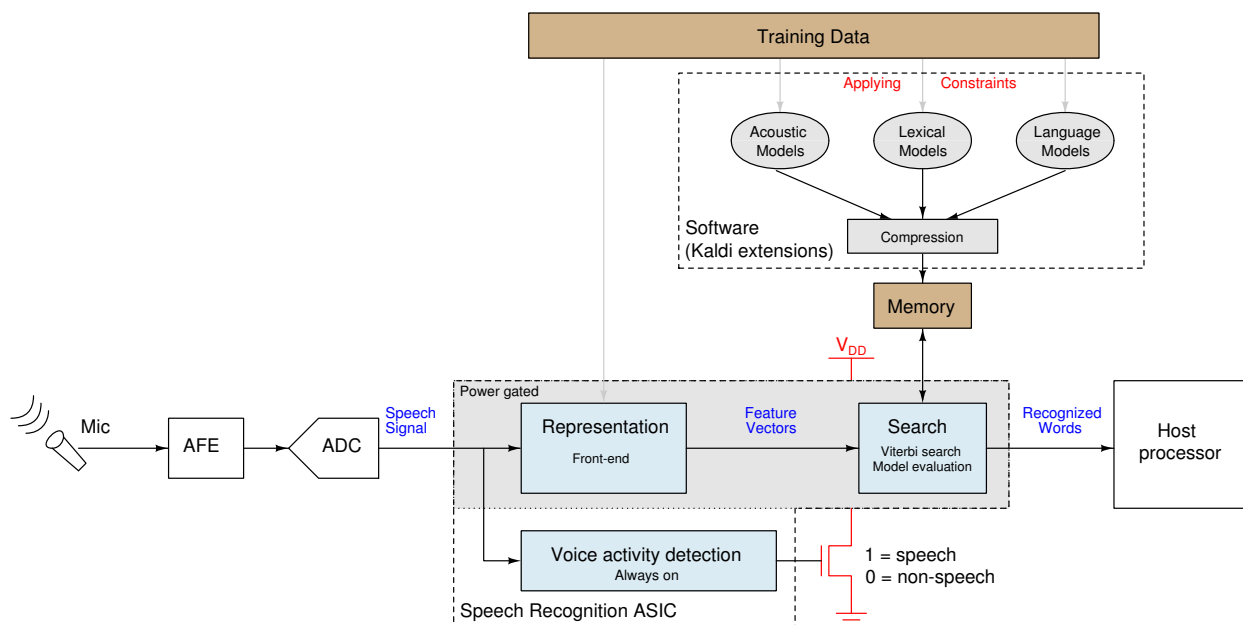 Training Data
Applying Constraints
Acoustic
Models
Lexical
Models
Language
Models
Software
(Kaldi extensions)
Compression
Memory
V_DD
Power gated
Mic
AFE
ADC
Speech
Signal
Representation
Front-end
Feature
Vectors
Search
Viterbi search
Model evaluation
Recognized
Words
Host
processor
Voice activity detection
Always on
1 = speech
0 = non-speech
Speech Recognition ASIC